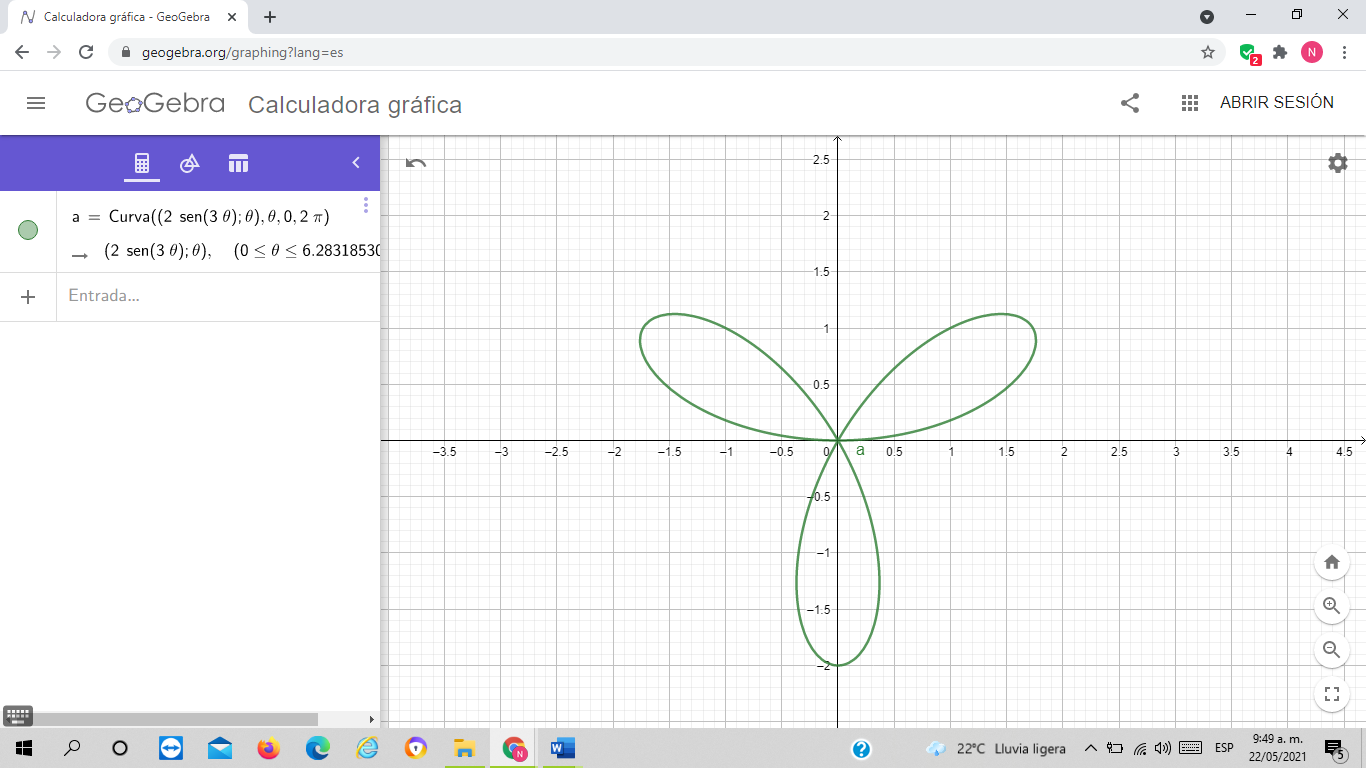 Calculadora gráfica - GeoGebra
geogebra.org/graphing?lang=es
2
N
GeoGebra
Calculadora gráfica
ABRIR SESIÓN
a = Curva((2 sen(3 θ); θ), θ, 0, 2 π)
→ (2 sen(3 θ); θ), (0 ≤ θ ≤ 6.28318530
Entrada...
2.5
2
1.5
1
0.5
−3.5 −3 −2.5 −2 −1.5 −1 −0.5 0 0.5 1 1.5 2 2.5 3 3.5 4 4.5
a
−0.5
−1
−1.5
−2
N
W
?
22°C Lluvia ligera
ESP
9:49 a. m.
22/05/2021
5